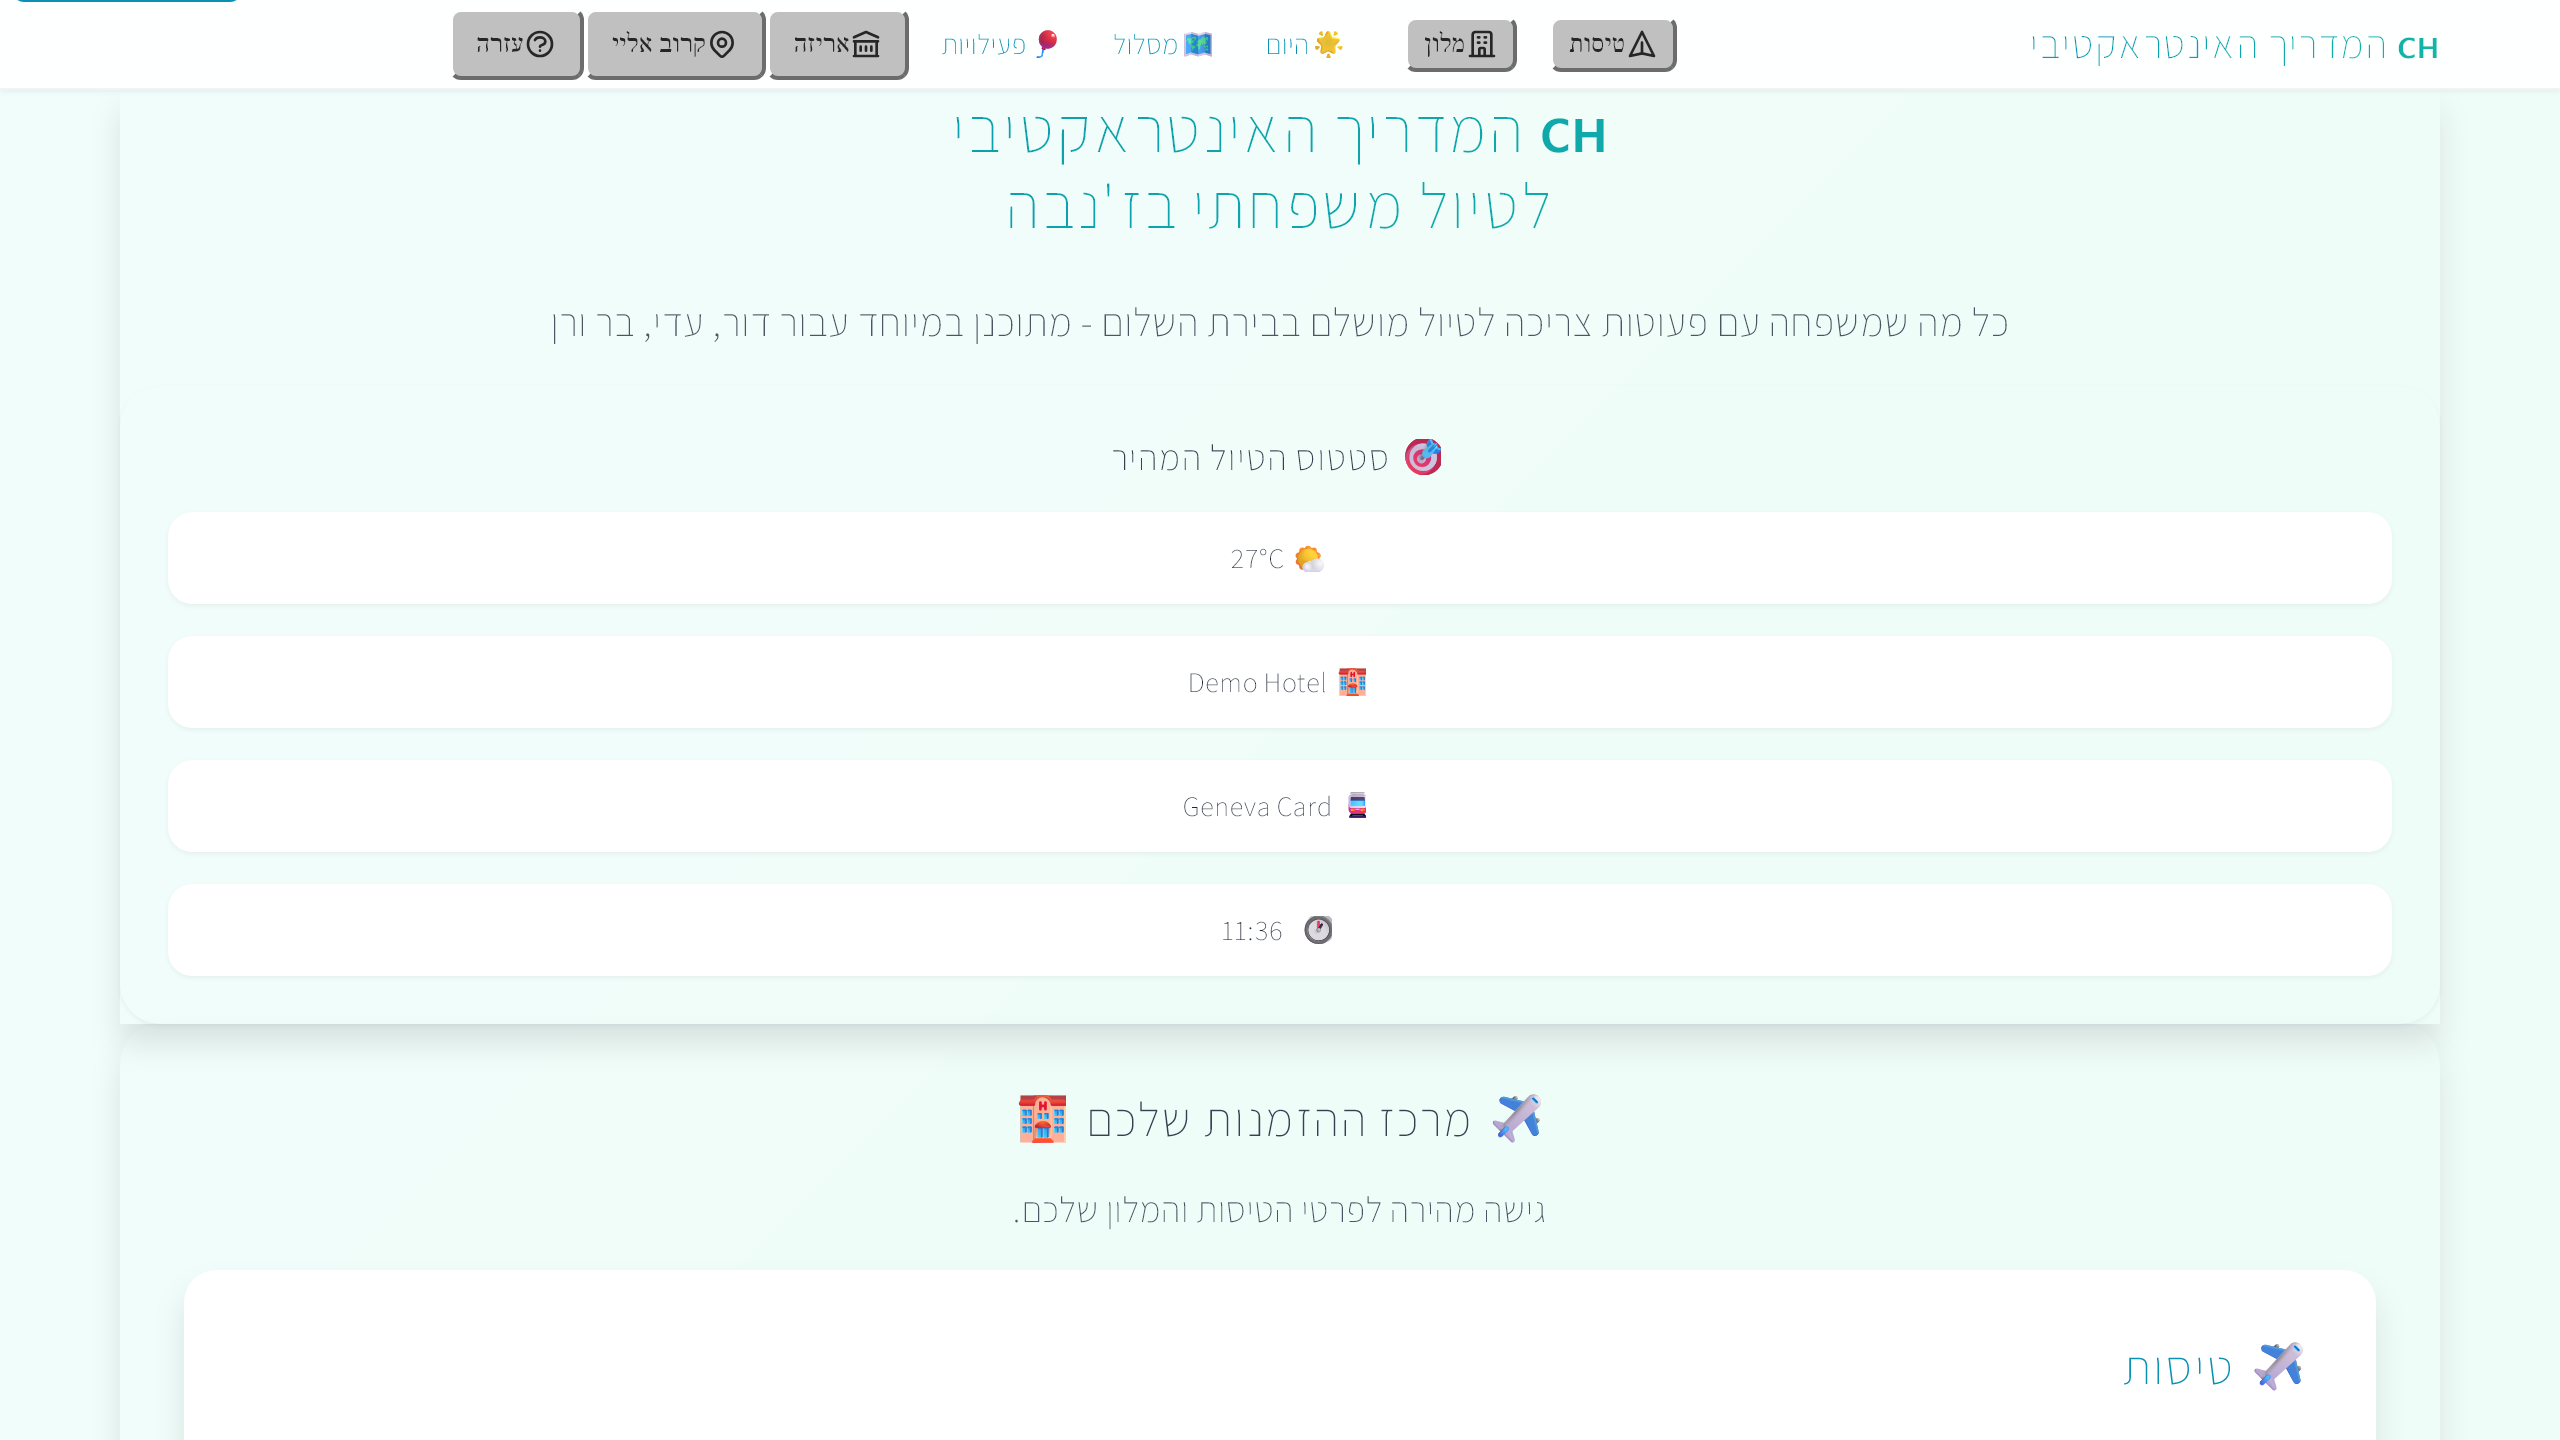 CH המדריך האינטראקטיבי
טיסות
מלון
היום
מסלול
פעילויות
אריזה
קרוב אליי
עזרה
CH המדריך האינטראקטיבי
לטיול משפחתי בז'נבה
כל מה שמשפחה עם פעוטות צריכה לטיול מושלם בבירת השלום - מתוכנן במיוחד עבור דור, עדי, בר ורן
סטטוס הטיול המהיר
27°C
Demo Hotel
Geneva Card
11:36
מרכז ההזמנות שלכם
גישה מהירה לפרטי הטיסות והמלון שלכם.
טיסות